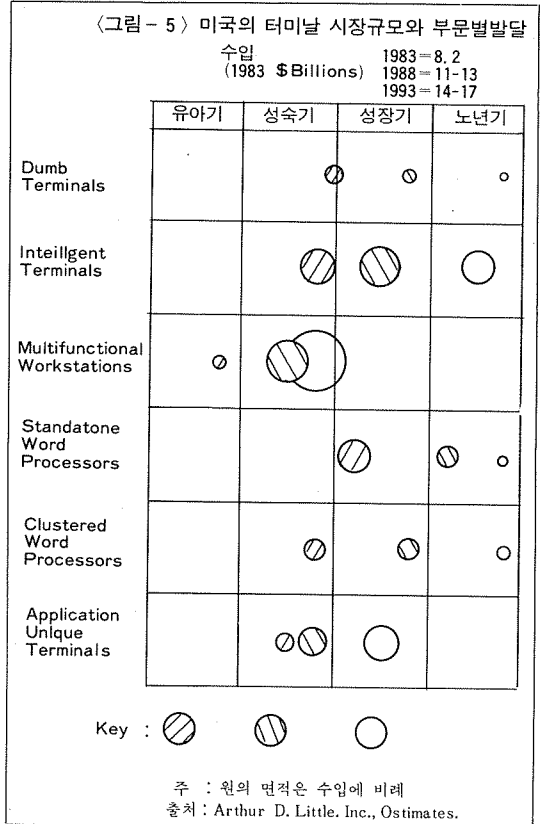 〈그림-5〉 미국의 터미날 시장규모와 부문별발달
수입
(1983 $Billions)
1983=8.2
1988=11-13
1993=14-17
유아기 성숙기 성장기 노년기
Dumb
Terminals
Inteillgent
Terminals
Multifunctional
Workstations
Standatone
Word
Processors
Clustered
Word
Processors
Application
Unique
Terminals
Key :
주 : 원의 면적은 수입에 비례
출처 : Arthur D. Little. Inc., Ostimates.